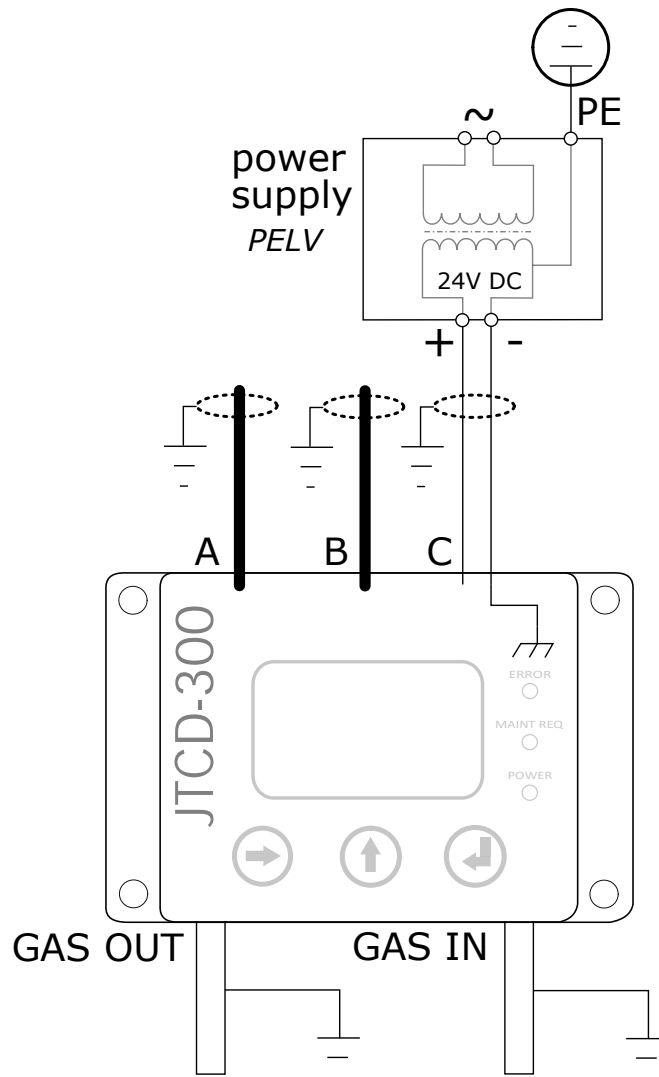 PE
~
power
supply
PELV
24V DC
+ -
A B C
JTCD-300
ERROR
MAINT REQ
POWER
GAS OUT GAS IN